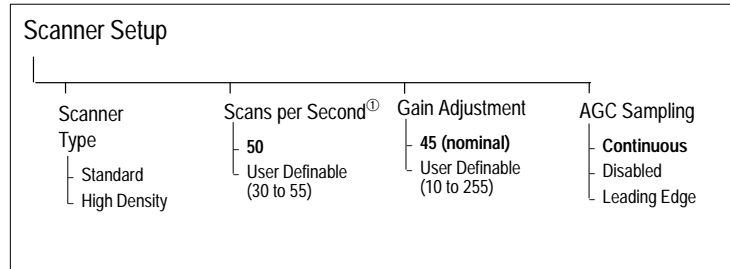 Scanner Setup
Scanner
Type
Standard
High Density
Scans per Second①
50
User Definable
(30 to 55)
Gain Adjustment
45 (nominal)
User Definable
(10 to 255)
AGC Sampling
Continuous
Disabled
Leading Edge